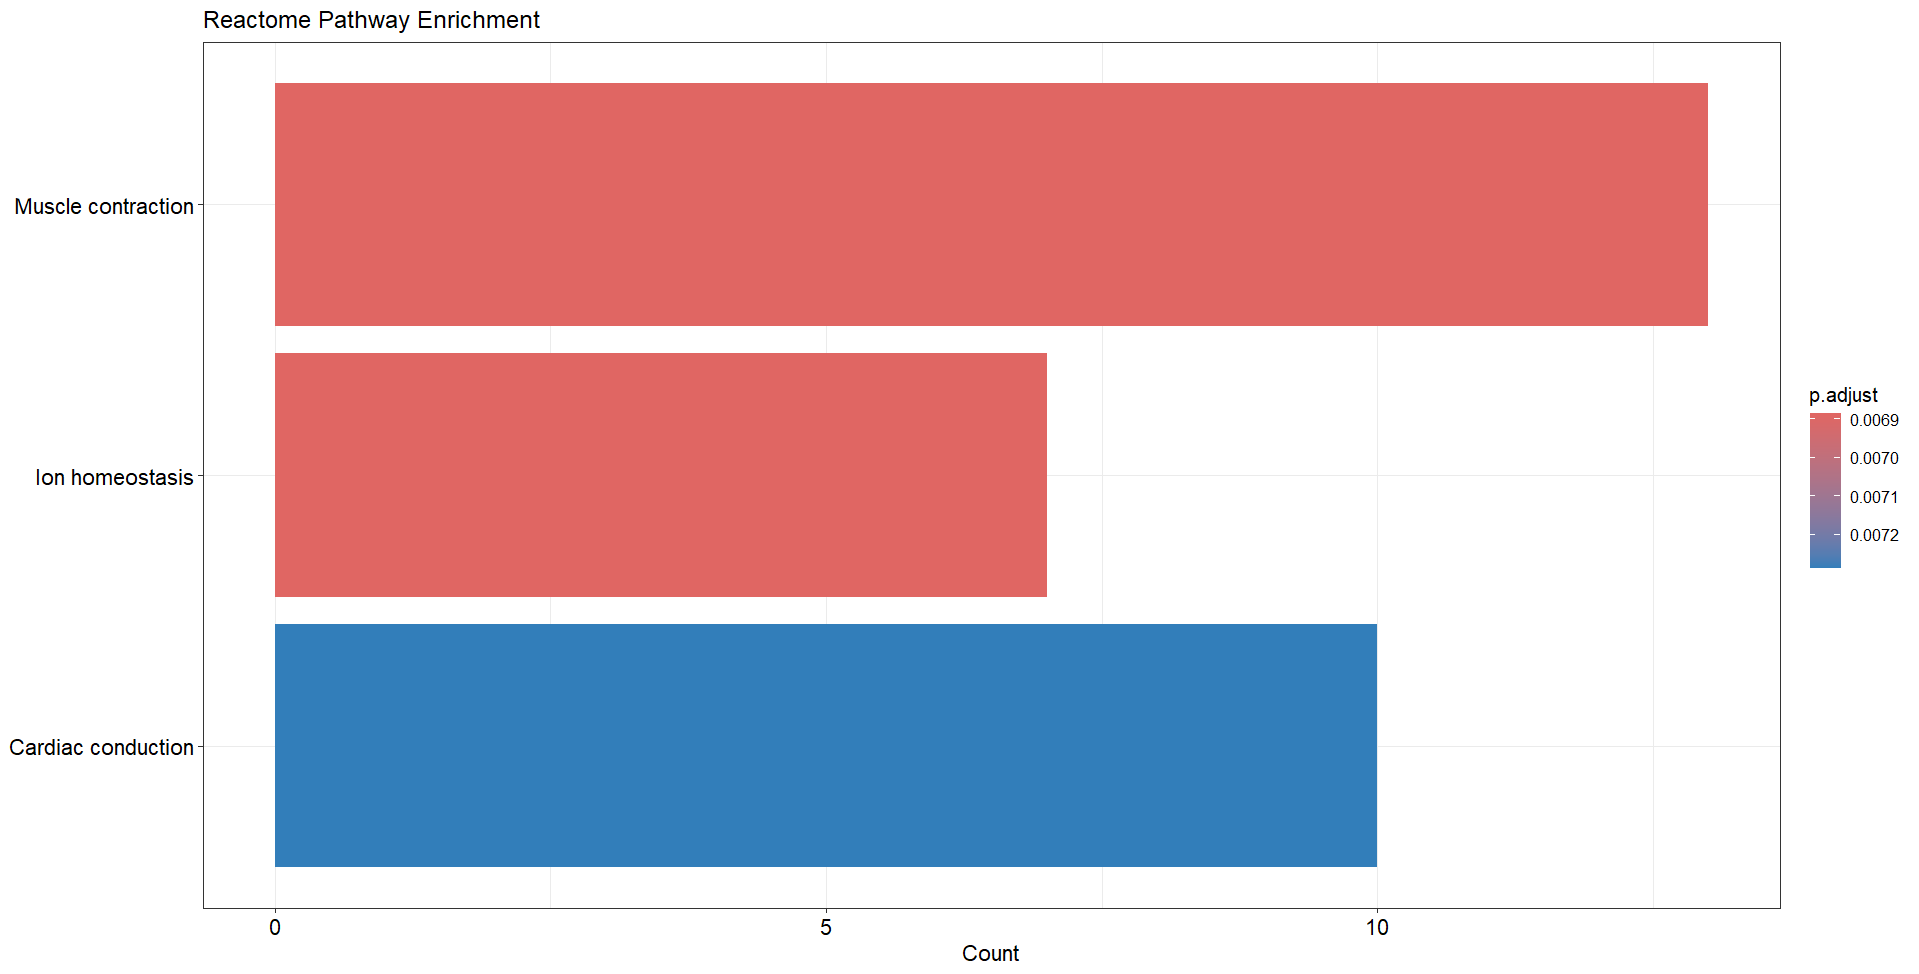 Reactome Pathway Enrichment
Muscle contraction
Ion homeostasis
Cardiac conduction
0
5
10
Count
p.adjust
0.0069
0.0070
0.0071
0.0072